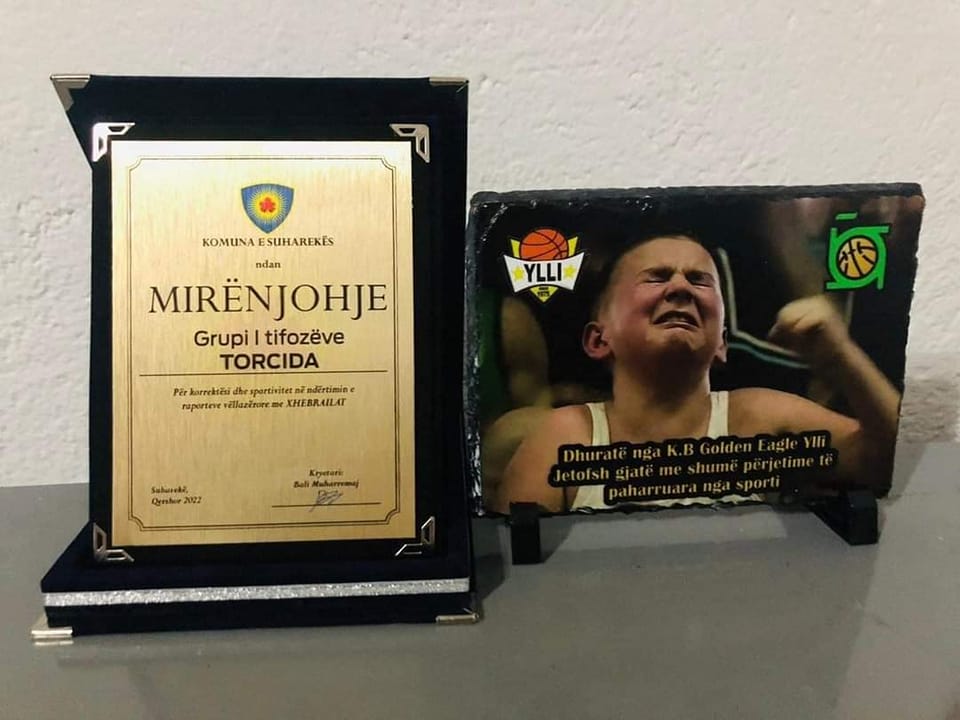 KOMUNA E SUHAREKËS
ndan
MIRËNJOHJE
Grupi I tifozëve
TORCIDA
Për korrektësi dhe sportivitet në ndërtimin e
raporteve vëllazërore me XHEBRAILAT
Kryetari:
Bali Muharremaj
Suharekë,
Qershor 2022
YLLI
1976
Dhuratë nga K.B Golden Eagle Ylli
Jetofsh gjatë me shumë përjetime të
paharruara nga sporti